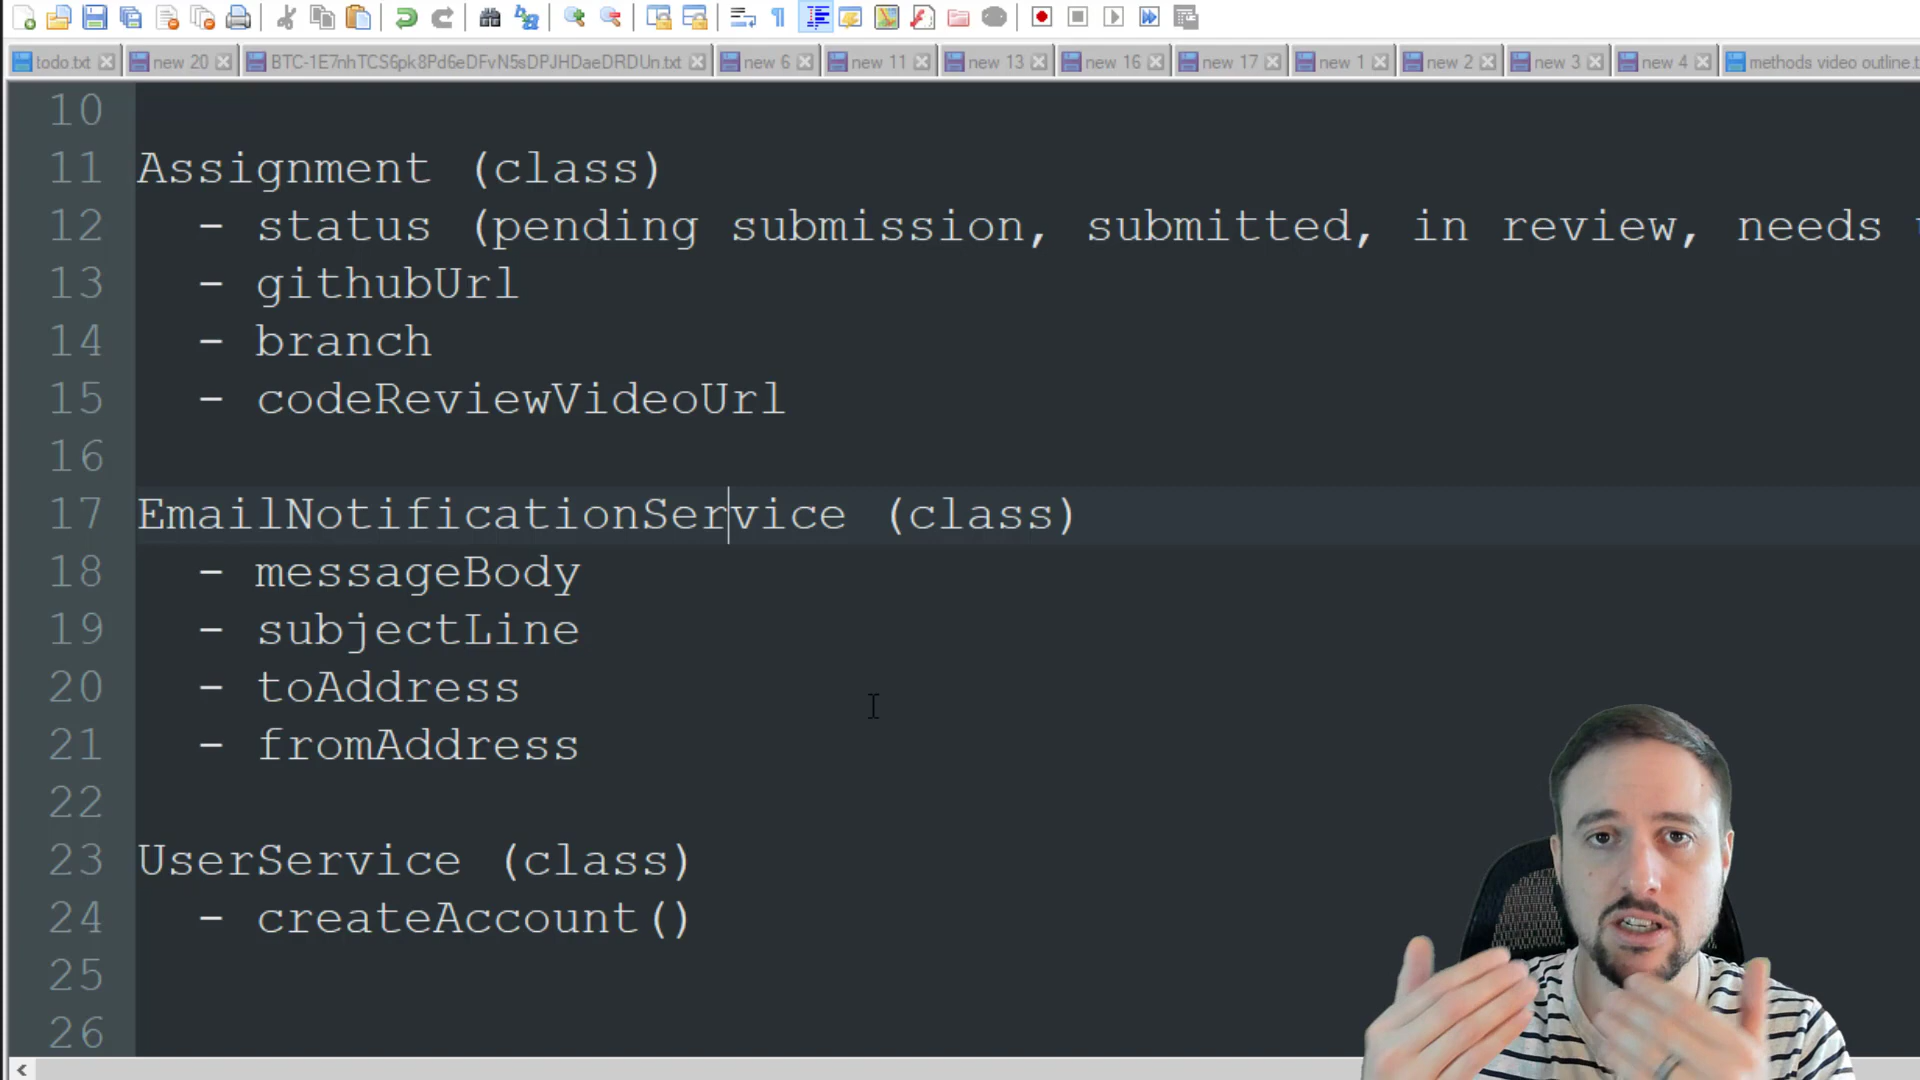 todo.txt new 20 BTC-1E7nhTCS6pk8Pd6eDFvN5sDPJHDaeDRDUn.txt new 6 new 11 new 13 new 16 new 17 new 1 new 2 new 3 new 4 methods video outline.t
10
11 Assignment (class)
12 - status (pending submission, submitted, in review, needs
13 - githubUrl
14 - branch
15 - codeReviewVideoUrl
16
17 EmailNotificationService (class)
18 - messageBody
19 - subjectLine
20 - toAddress
21 - fromAddress
22
23 UserService (class)
24 - createAccount()
25
26